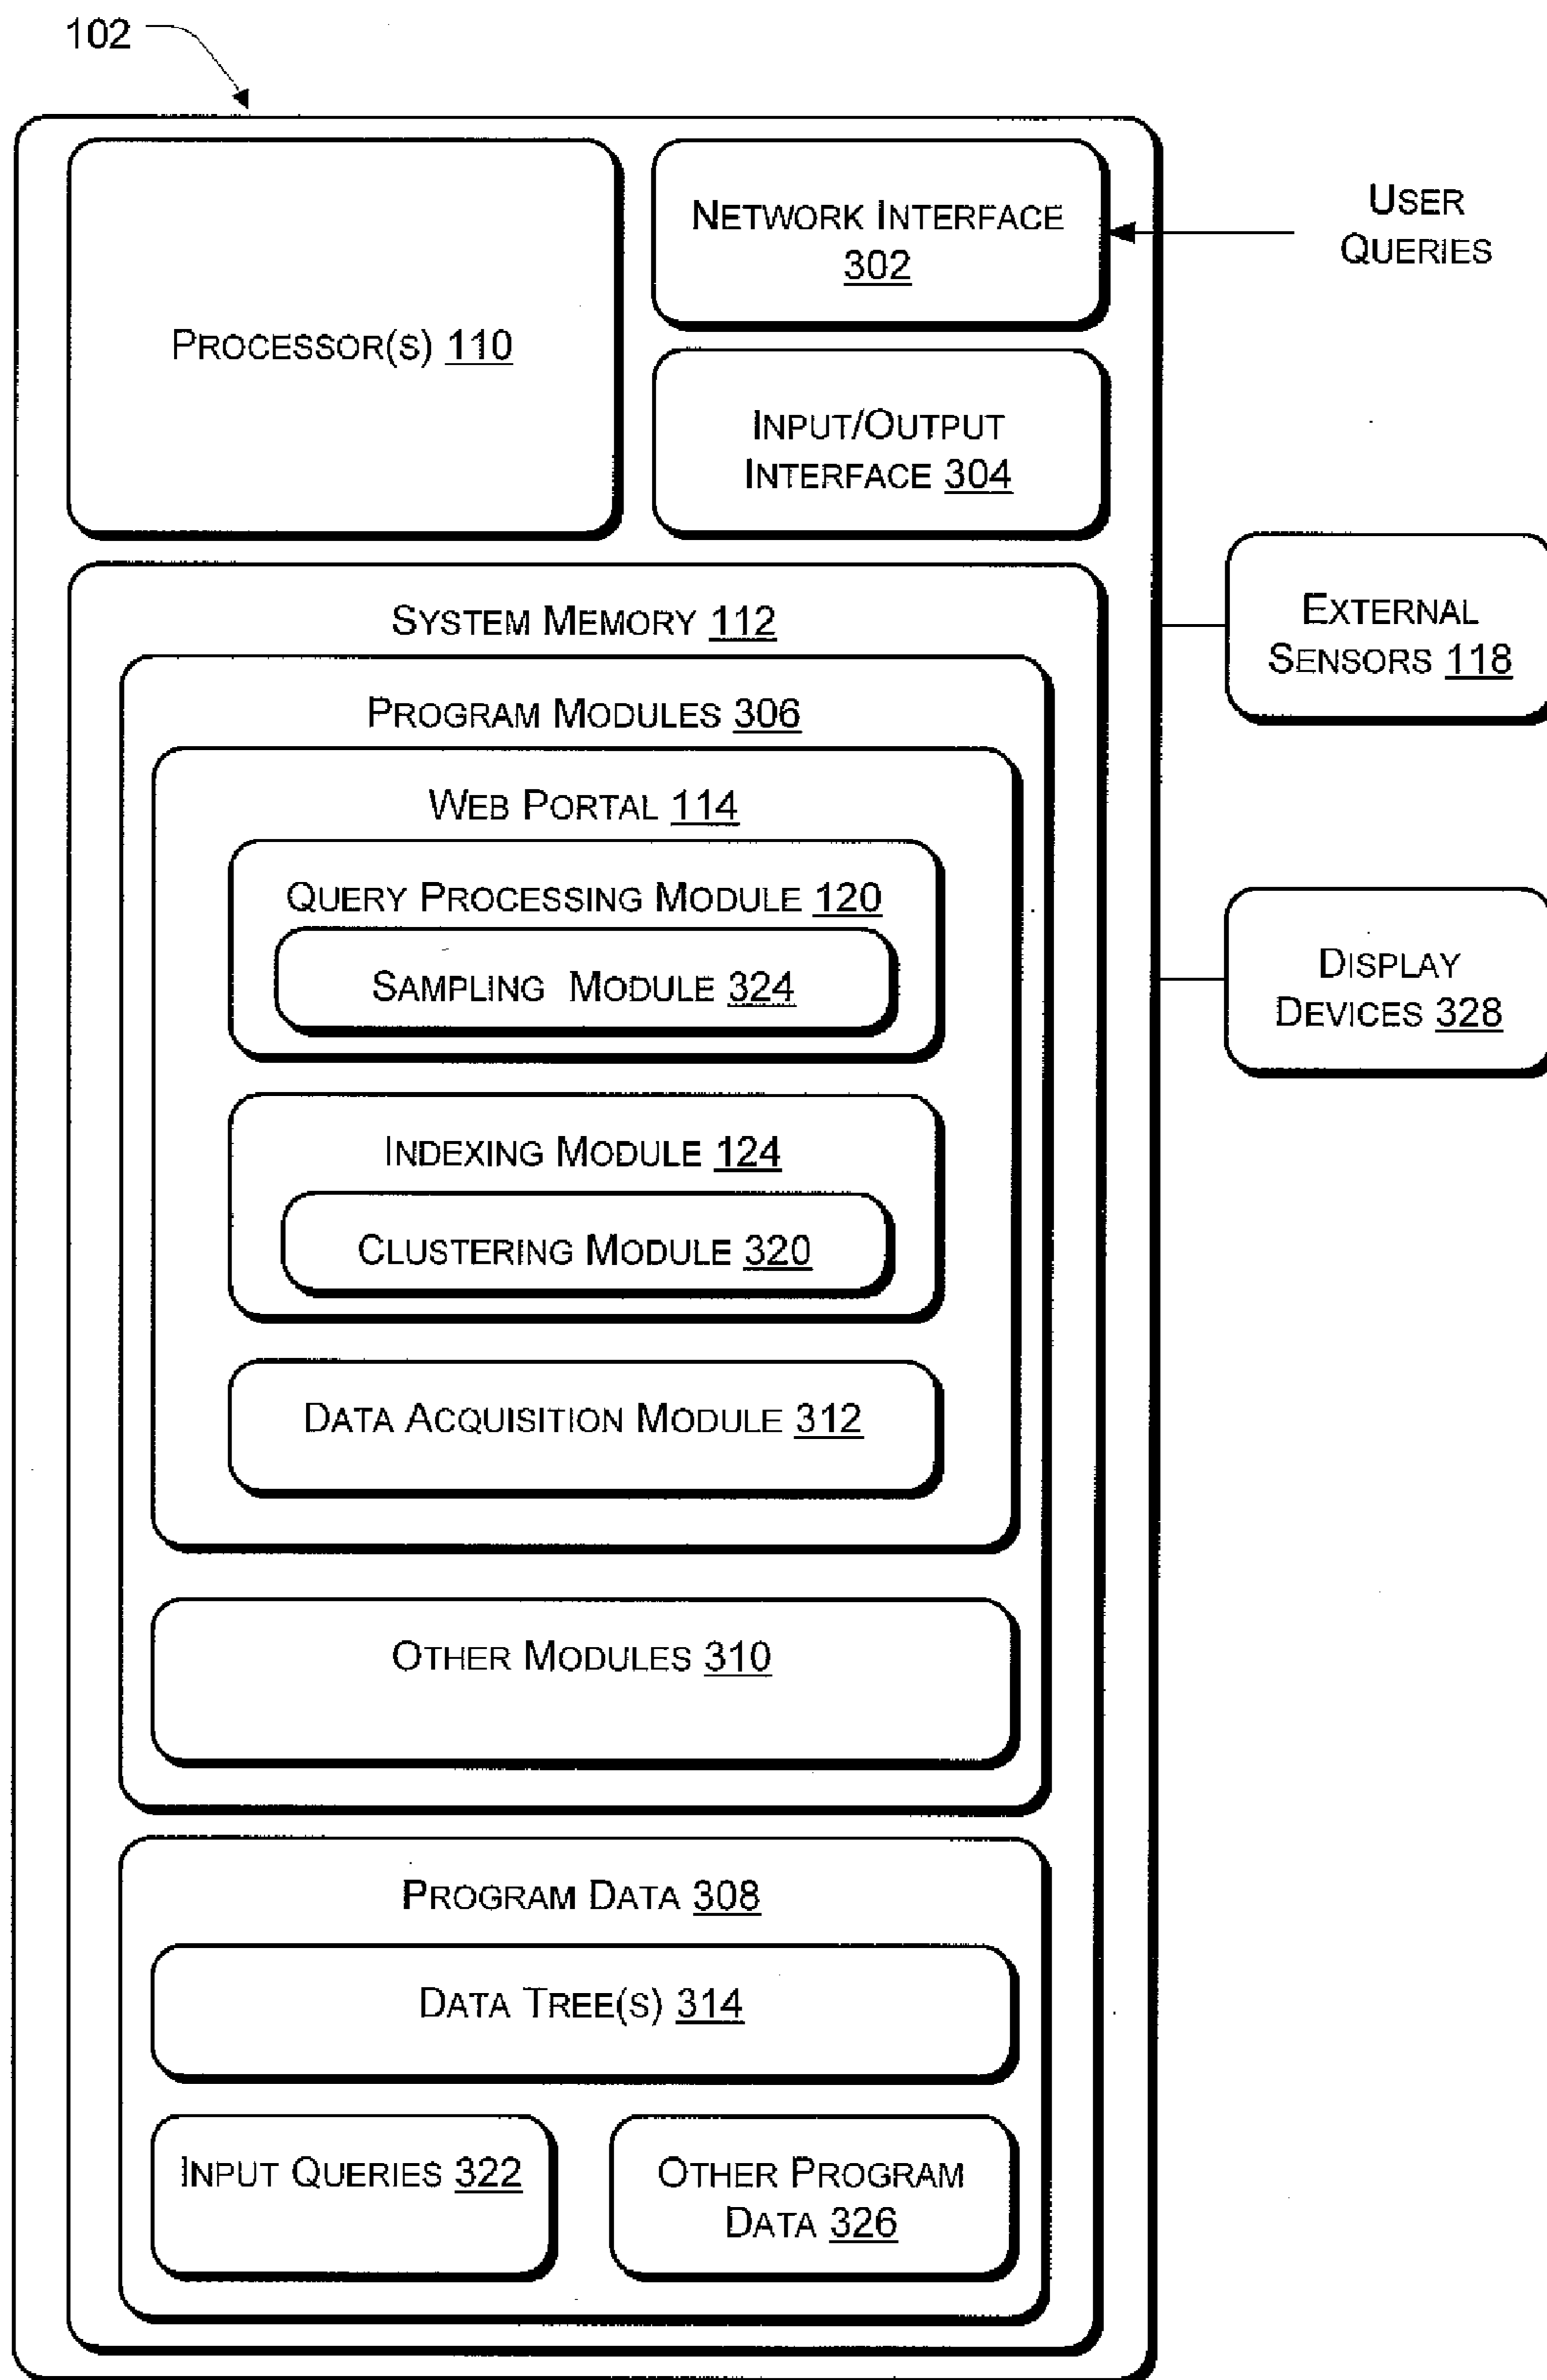 102
PROCESSOR(S) 110
NETWORK INTERFACE
302
USER
QUERIES
INPUT/OUTPUT
INTERFACE 304
SYSTEM MEMORY 112
EXTERNAL
SENSORS 118
PROGRAM MODULES 306
WEB PORTAL 114
QUERY PROCESSING MODULE 120
SAMPLING MODULE 324
DISPLAY
DEVICES 328
INDEXING MODULE 124
CLUSTERING MODULE 320
DATA ACQUISITION MODULE 312
OTHER MODULES 310
PROGRAM DATA 308
DATA TREE(S) 314
INPUT QUERIES 322
OTHER PROGRAM
DATA 326